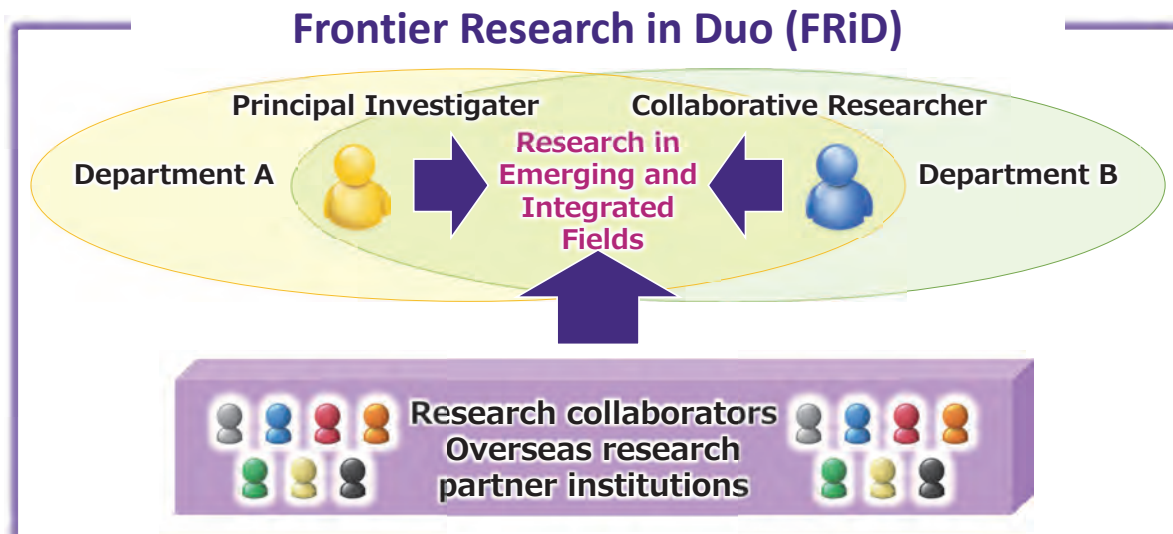 Frontier Research in Duo (FRiD)
Principal Investigater
Collaborative Researcher
Department A
Research in
Emerging and
Integrated
Fields
Department B
Research collaborators
Overseas research
partner institutions